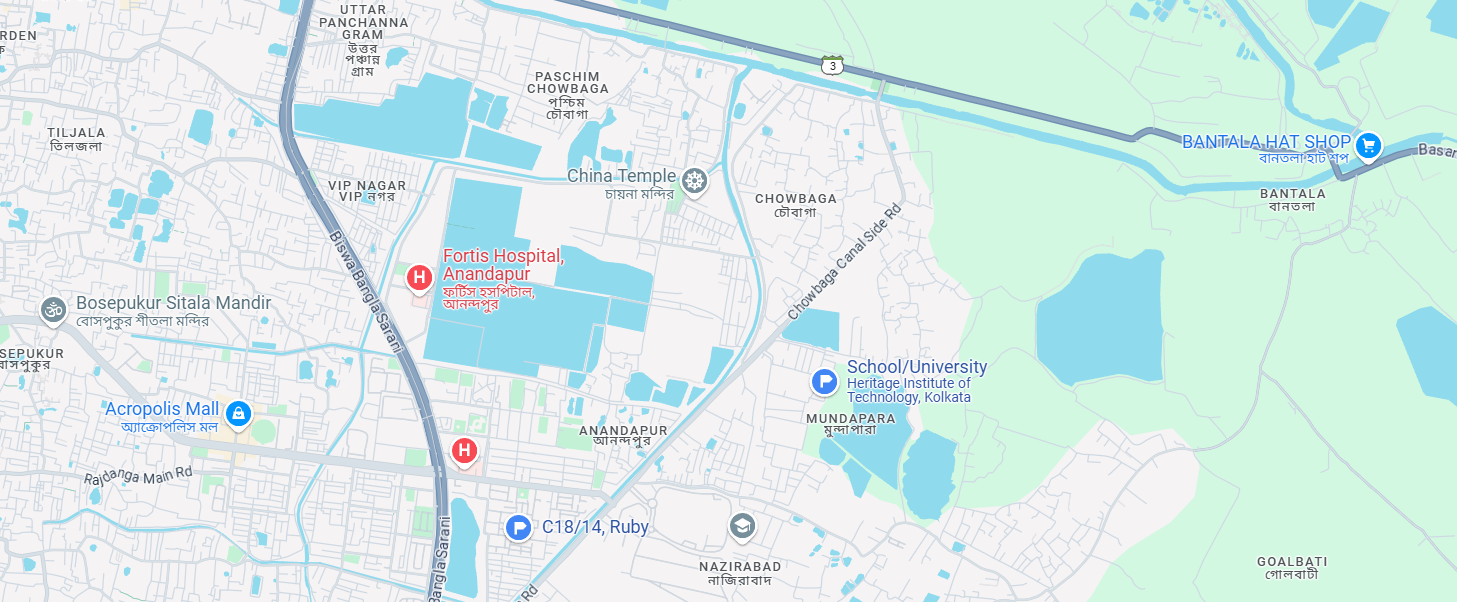 UTTAR
PANCHANNA
GRAM
উত্তর
পঞ্চান্ন
গ্রাম
RDEN
3
PASCHIM
CHOWBAGA
পশ্চিম
চৌবাগা
TILJALA
তিলজলা
BANTALA HAT SHOP
বানতলা হাট শপ
Basar
China Temple
চায়না মন্দির
VIP NAGAR
VIP নগর
CHOWBAGA
চৌবাগা
BANTALA
বানতলা
Chowbaga Canal Side Rd
Biswa Bangla Sarani
Fortis Hospital,
Anandapur
ফর্টিস হসপিটাল,
আনন্দপুর
Bosepukur Sitala Mandir
বোসপুকুর শীতলা মন্দির
SEPUKUR
বোসপুকুর
School/University
Heritage Institute of
Technology, Kolkata
Acropolis Mall
অ্যাক্রোপলিস মল
MUNDAPARA
মুন্দাপারা
ANANDAPUR
আনন্দপুর
H
H
Rajdanga Main Rd
C18/14, Ruby
Bangla Sarani
NAZIRABAD
নাজিরাবাদ
GOALBATI
গোলবাটী
Rd